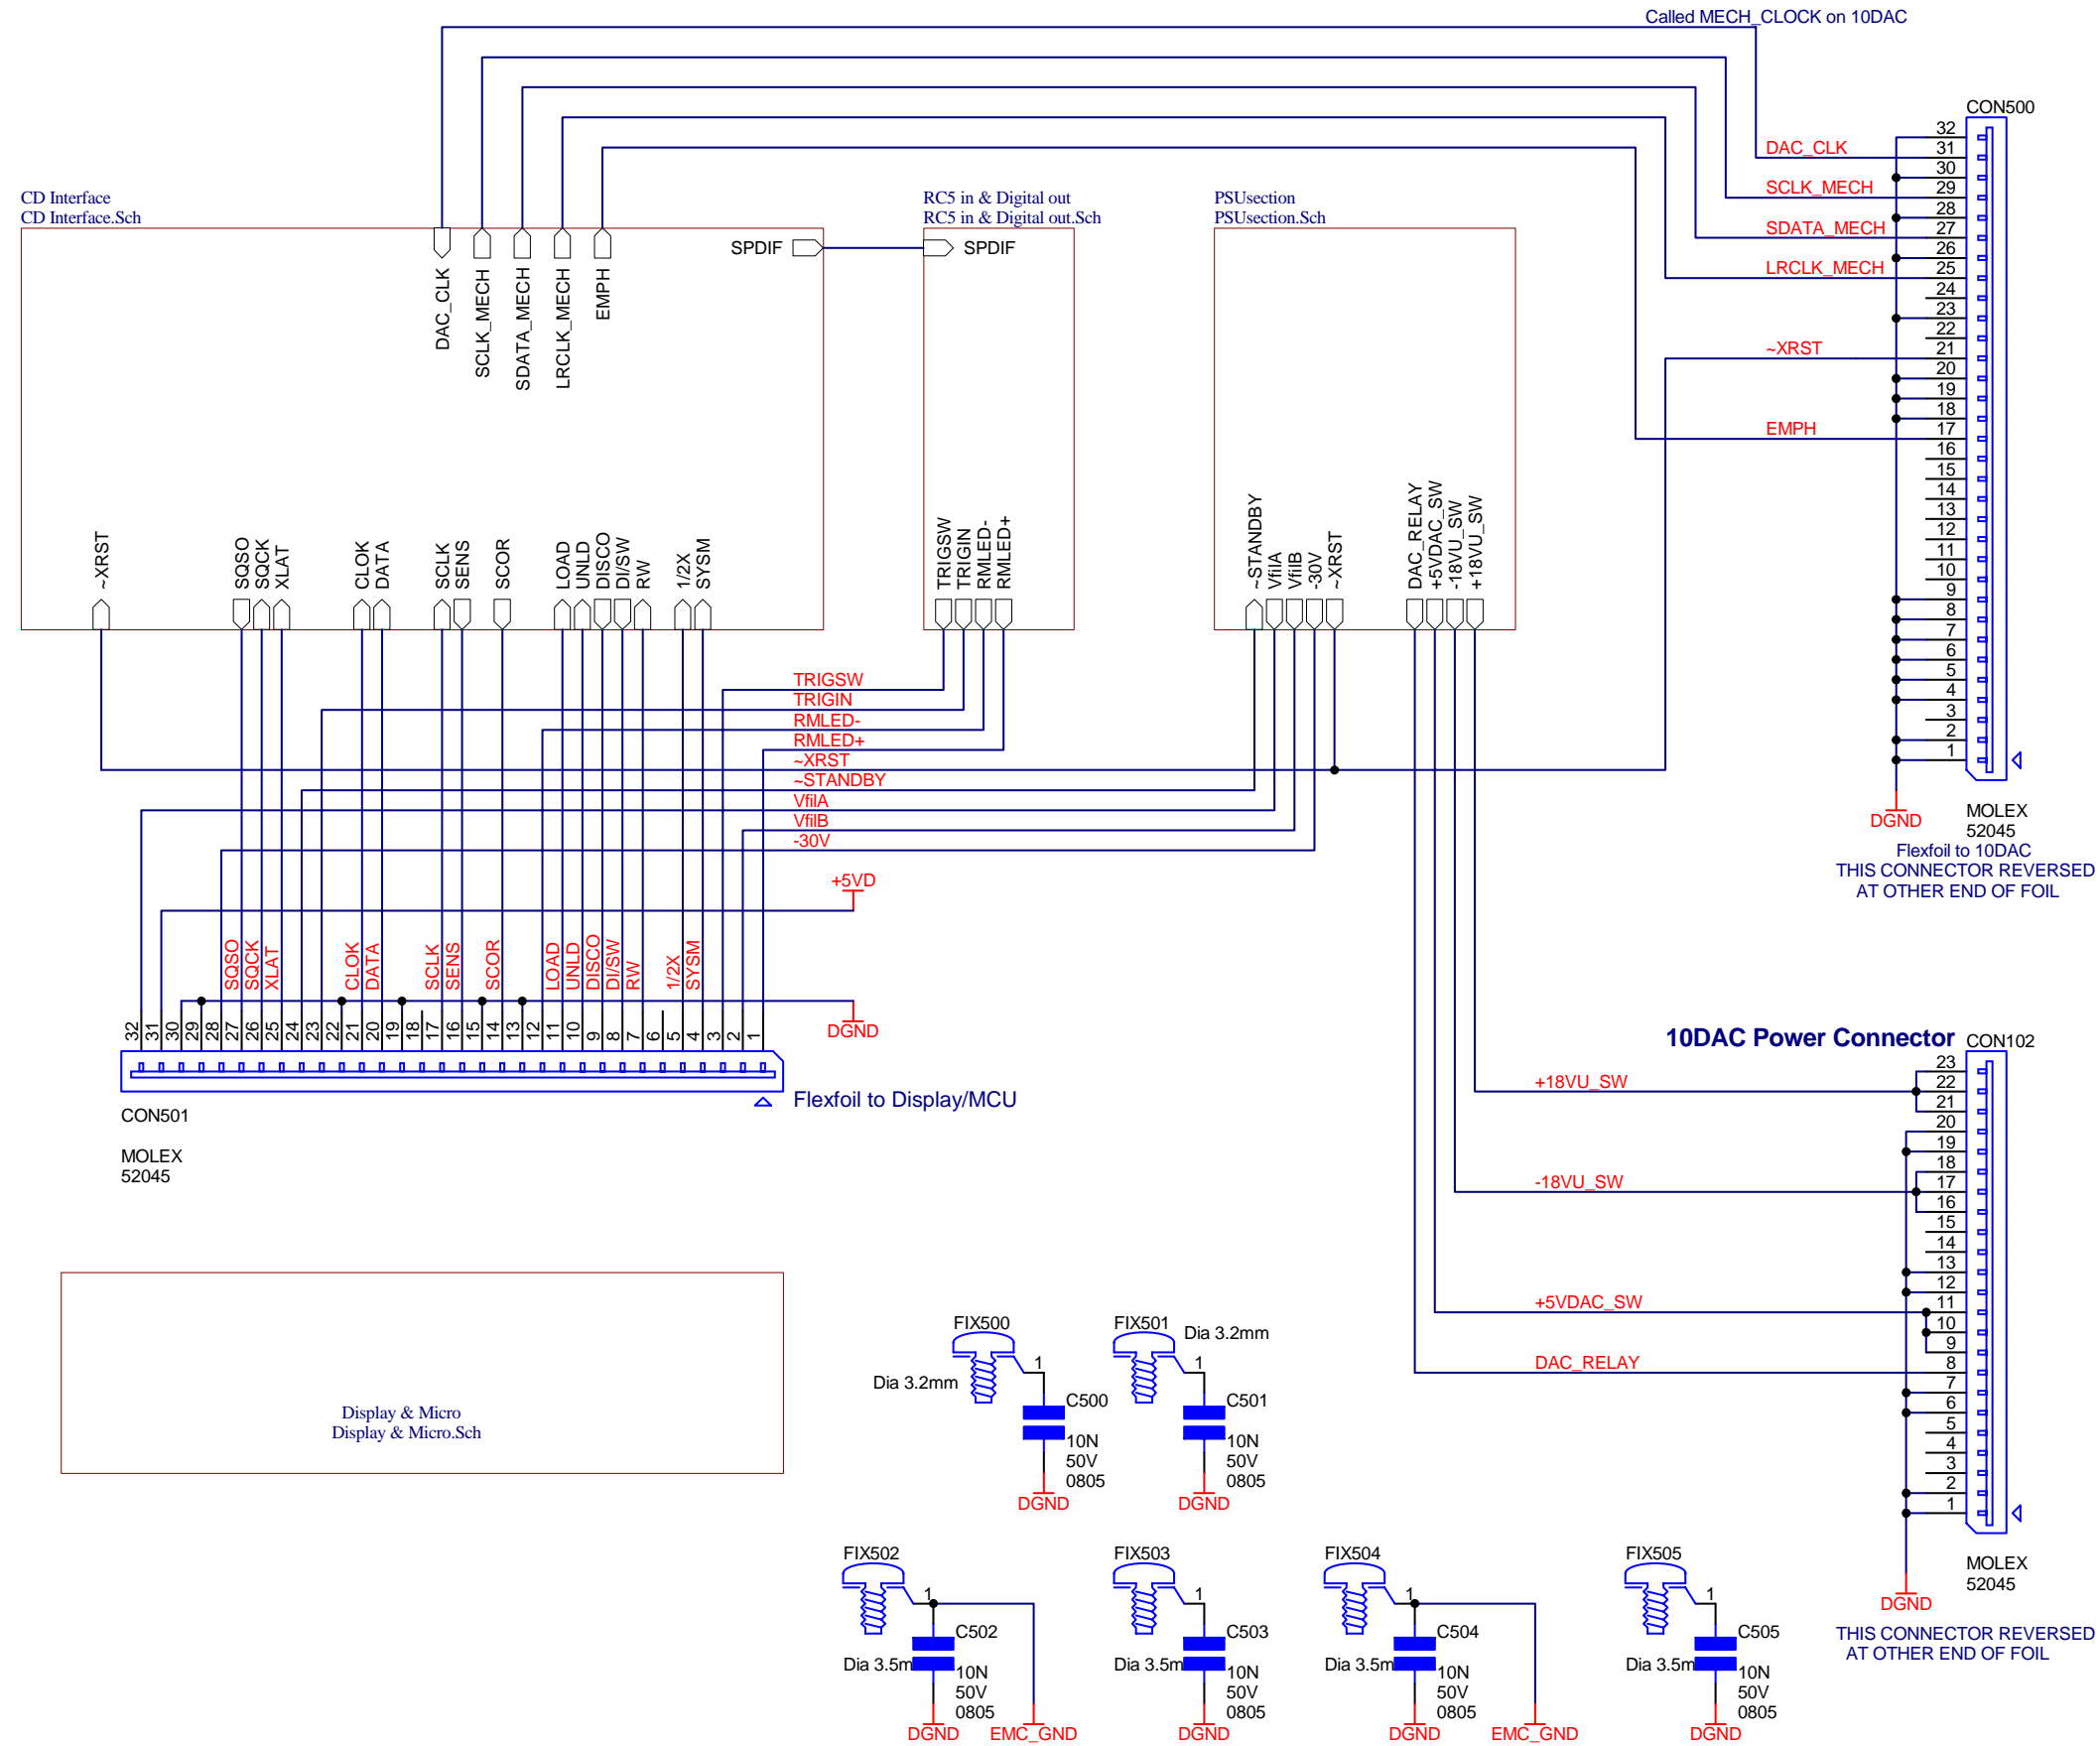 Called MECH_CLOCK on 10DAC
CON500
32
31
30
29
28
27
26
25
24
23
22
21
20
19
18
17
16
15
14
13
12
11
10
9
8
7
6
5
4
3
2
1
DAC_CLK
SCLK_MECH
SDATA_MECH
LRCLK_MECH
~XRST
EMPH
DGND
MOLEX
52045
Flexfoil to 10DAC
THIS CONNECTOR REVERSED
AT OTHER END OF FOIL
CD Interface
CD Interface.Sch
DAC_CLK
SCLK_MECH
SDATA_MECH
LRCLK_MECH
EMPH
SPDIF
~XRST
SQSO
SQCK
XLAT
CLOK
DATA
SCLK
SENS
SCOR
LOAD
UNLD
DISCO
DI/SW
RW
1/2X
SYSM
RC5 in & Digital out
RC5 in & Digital out.Sch
SPDIF
TRIGSW
TRIGIN
RMLED-
RMLED+
PSUsection
PSUsection.Sch
~STANDBY
VfilA
VfilB
-30V
~XRST
DAC_RELAY
+5VDAC_SW
-18VU_SW
+18VU_SW
TRIGSW
TRIGIN
RMLED-
RMLED+
~XRST
~STANDBY
VfilA
VfilB
-30V
+5VD
SQSO
SQCK
XLAT
CLOK
DATA
SCLK
SENS
SCOR
LOAD
UNLD
DISCO
DI/SW
RW
1/2X
SYSM
DGND
32
31
30
29
28
27
26
25
24
23
22
21
20
19
18
17
16
15
14
13
12
11
10
9
8
7
6
5
4
3
2
1
Flexfoil to Display/MCU
CON501
MOLEX
52045
10DAC Power Connector
CON102
23
22
21
20
19
18
17
16
15
14
13
12
11
10
9
8
7
6
5
4
3
2
1
+18VU_SW
-18VU_SW
+5VDAC_SW
DAC_RELAY
DGND
MOLEX
52045
THIS CONNECTOR REVERSED
AT OTHER END OF FOIL
Display & Micro
Display & Micro.Sch
FIX500
Dia 3.2mm
1
C500
10N
50V
0805
DGND
FIX501
Dia 3.2mm
1
C501
10N
50V
0805
DGND
FIX502
1
C502
Dia 3.5m
10N
50V
0805
DGND
EMC_GND
FIX503
1
C503
Dia 3.5m
10N
50V
0805
DGND
FIX504
1
C504
Dia 3.5m
10N
50V
0805
DGND
EMC_GND
FIX505
1
C505
Dia 3.5m
10N
50V
0805
DGND